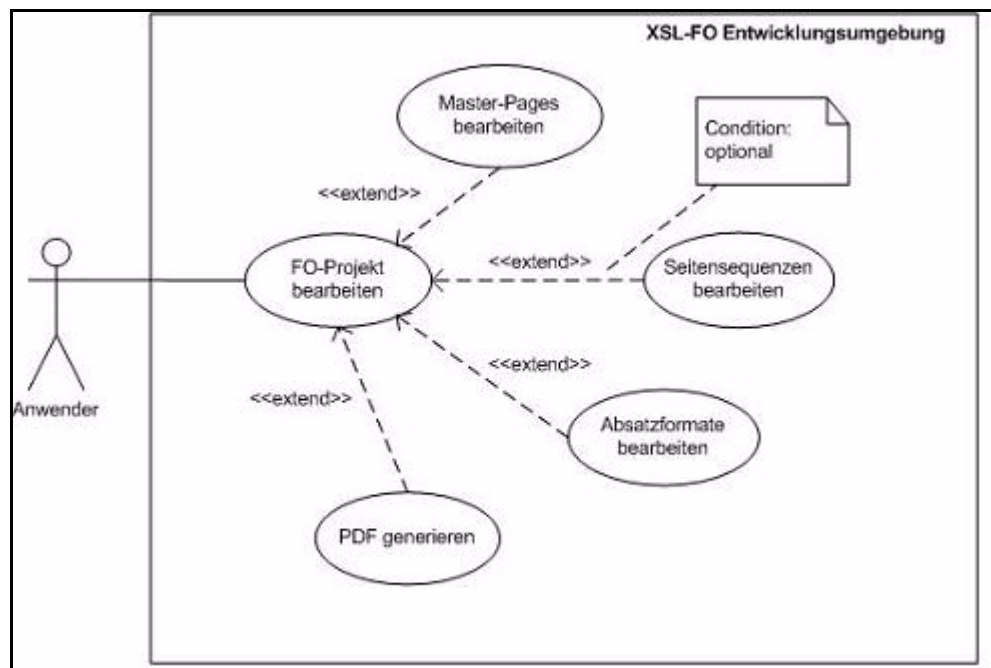 XSL-FO Entwicklungsumgebung
Master-Pages
bearbeiten
Condition:
optional
<<extend>>
FO-Projekt
bearbeiten
<<extend>>
Seitensequenzen
bearbeiten
<<extend>>
<<extend>>
Anwender
Absatzformate
bearbeiten
PDF generieren